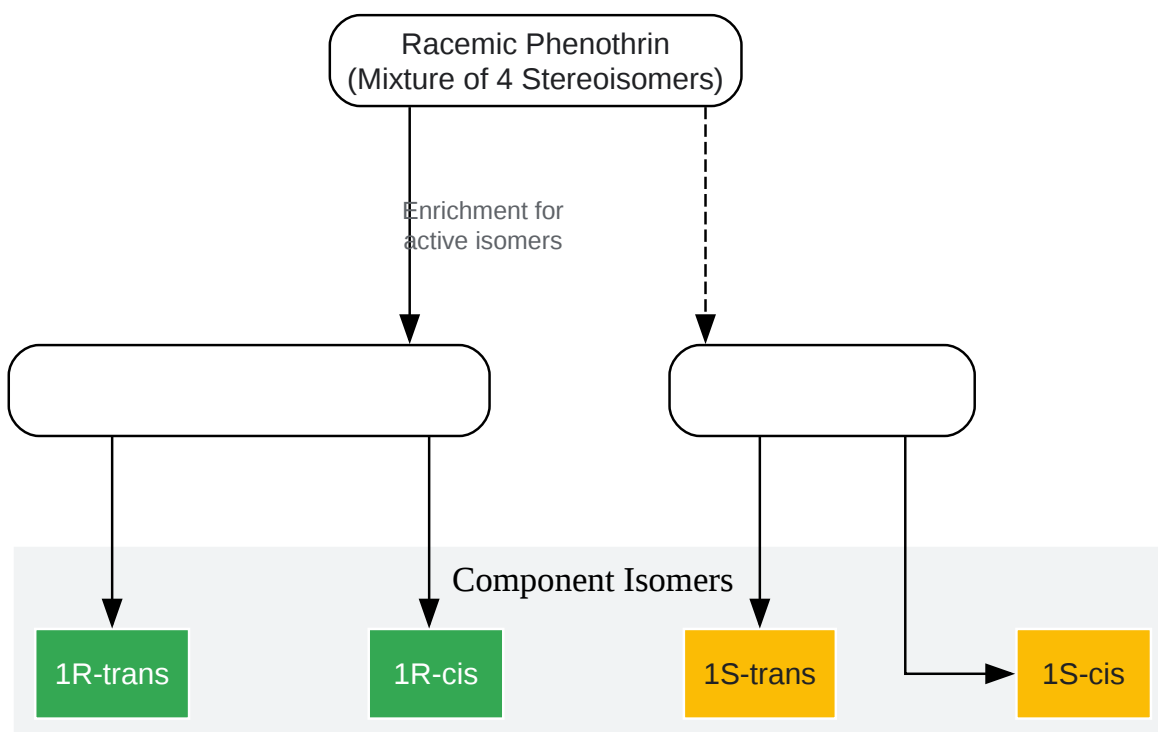 Racemic Phenothrin
(Mixture of 4 Stereoisomers)
Enrichment for
active isomers
Component Isomers
1R-trans
1R-cis
1S-trans
1S-cis